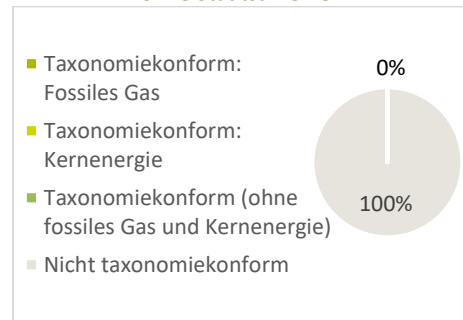 Taxonomiekonform:
Fossiles Gas
Taxonomiekonform:
Kernenergie
Taxonomiekonform (ohne
fossiles Gas und Kernenergie)
Nicht taxonomiekonform
0%
100%